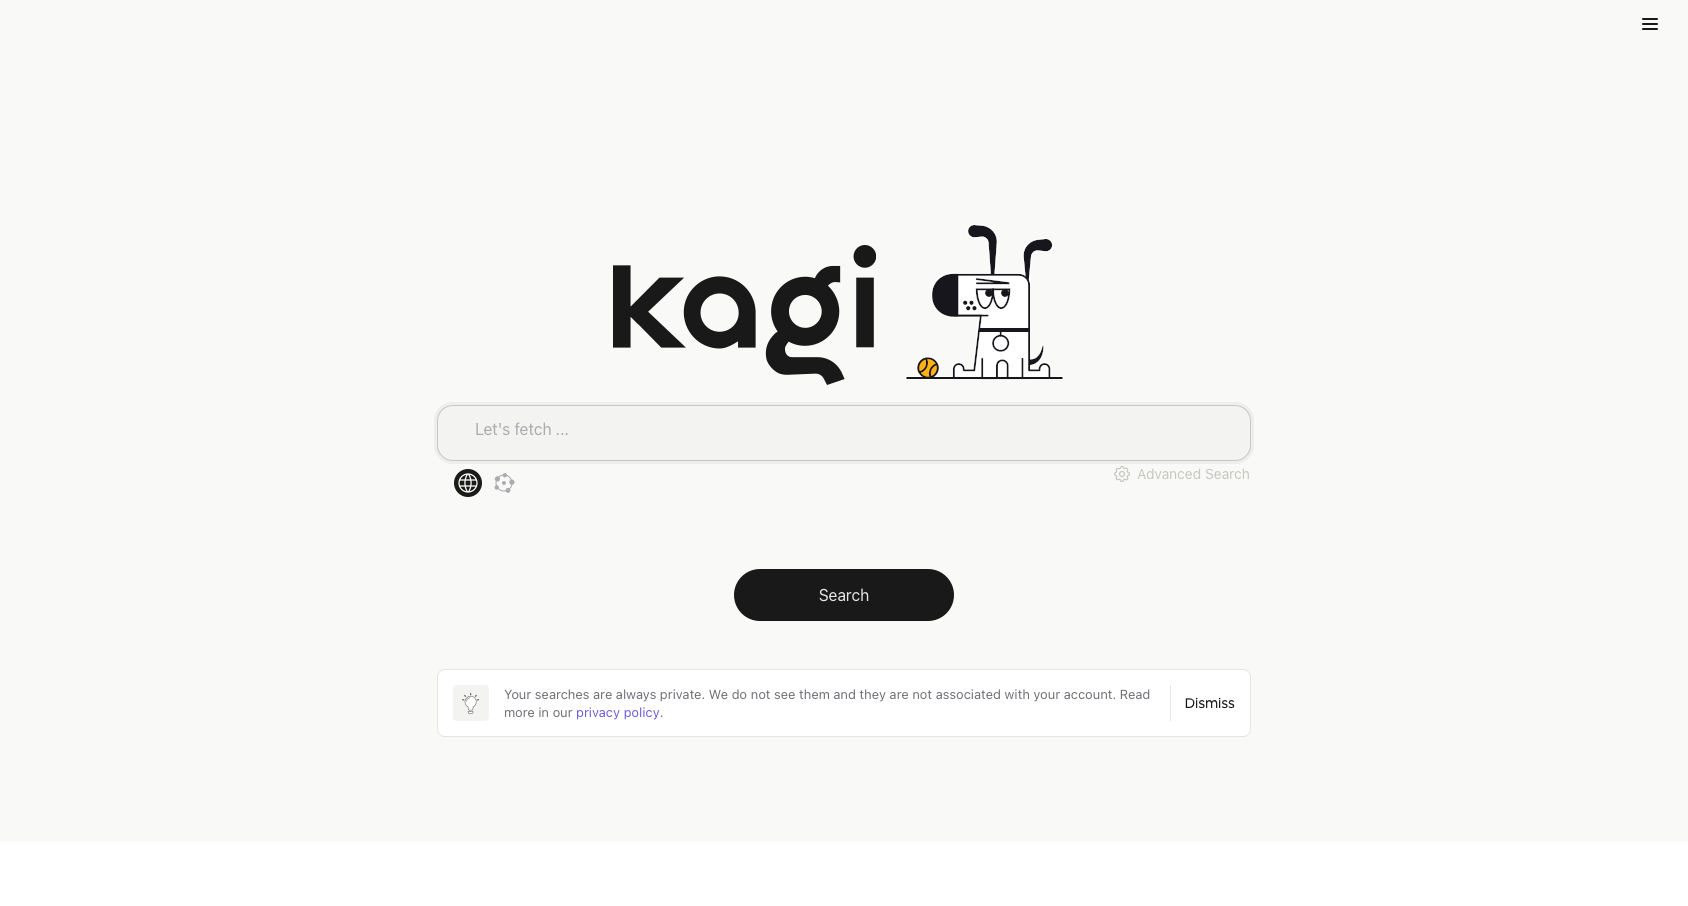 kagi
Let's fetch ...
Advanced Search
Search
Your searches are always private. We do not see them and they are not associated with your account. Read
more in our privacy policy.
Dismiss